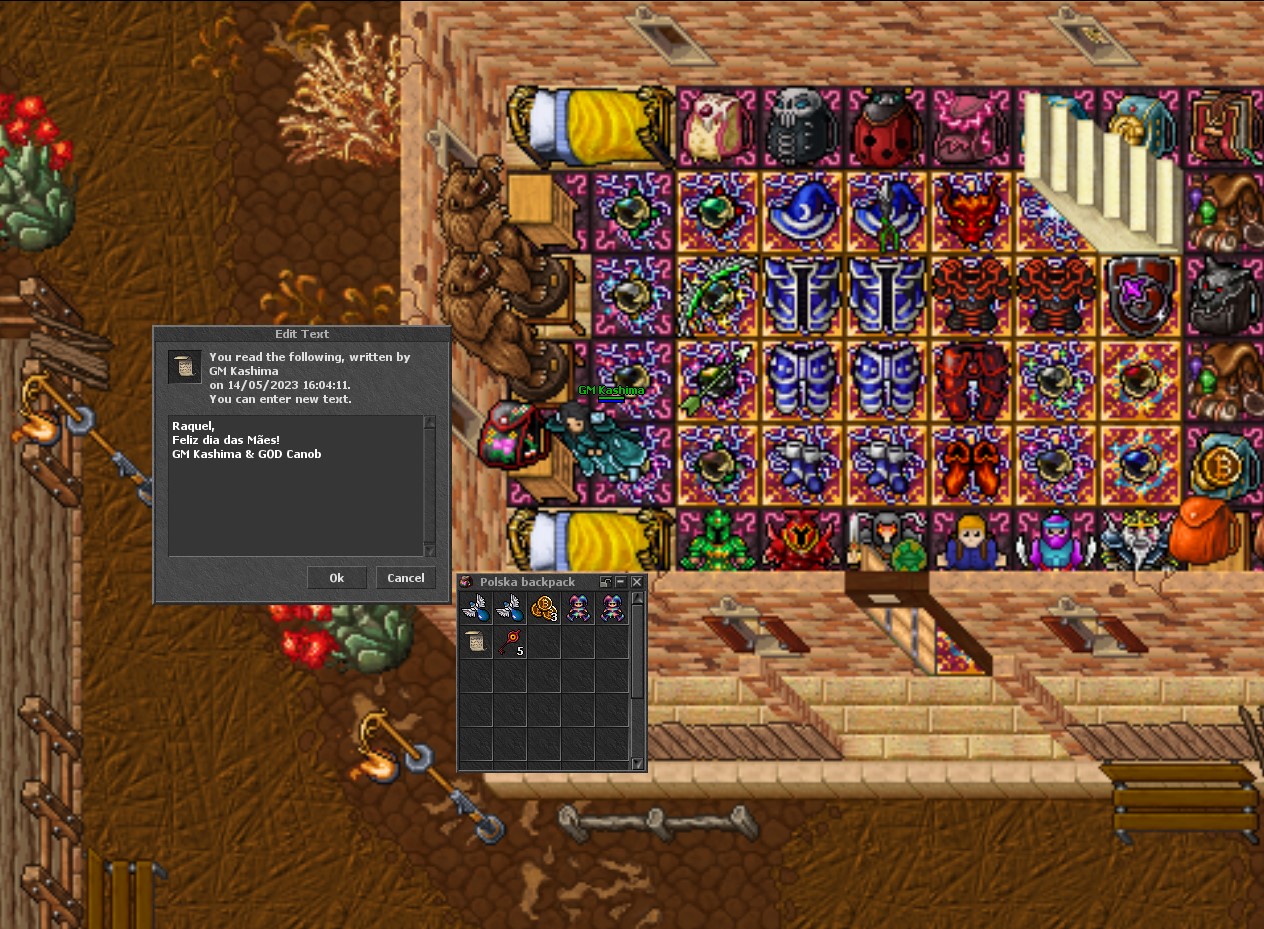 Edit Text
You read the following, written by
GM Kashima
on 14/05/2023 16:04:11.
You can enter new text.
Raquel,
Feliz dia das Mães!
GM Kashima & GOD Canob
Ok
Cancel
GM Kashima
Polska backpack
3
5